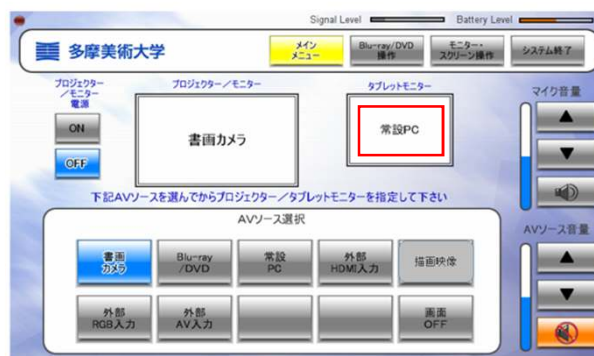 Signal Level
Battery Level
多摩美術大学
メイン
メニュー
Blu-ray/DVD
操作
モニター・
スクリーン操作
システム終了
プロジェクター
／モニター
電源
プロジェクター／モニター
タブレットモニター
マイク音量
ON
OFF
書画カメラ
常設PC
下記AVソースを選んでからプロジェクター／タブレットモニターを指定して下さい
AVソース選択
AVソース音量
書画
カメラ
Blu-ray
/DVD
常設
PC
外部
HDMI入力
描画映像
外部
RGB入力
外部
AV入力
画面
OFF